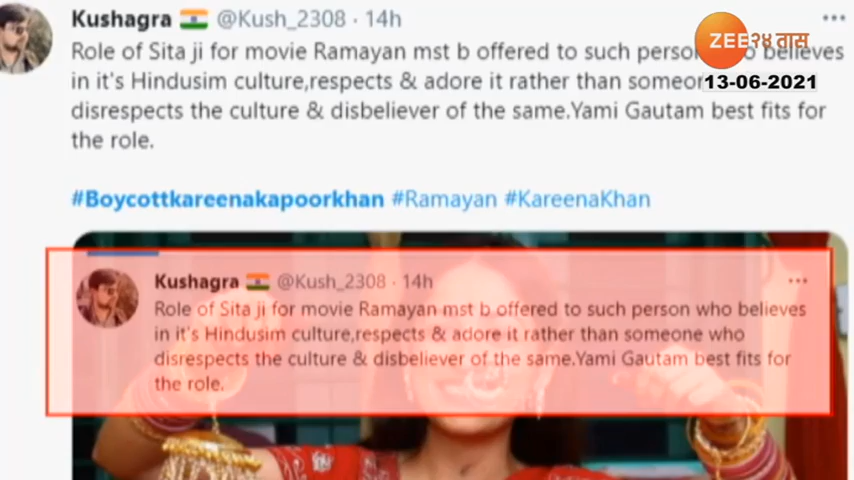 Kushagra @Kush_2308 · 14h
ZEE २४ तास
Role of Sita ji for movie Ramayan mst b offered to such believes
13-06-2021
in it's Hindusim culture,respects & adore it rather than
disrespects the culture & disbeliever of the same.Yami Gautam best fits for
the role.
#Boycottkareenakapoorkhan #Ramayan #KareenaKhan
Kushagra @Kush_2308 · 14h
Role of Sita ji for movie Ramayan mst b offered to such person who believes
in it's Hindusim culture,respects & adore it rather than someone who
disrespects the culture & disbeliever of the same.Yami Gautam best fits for
the role.